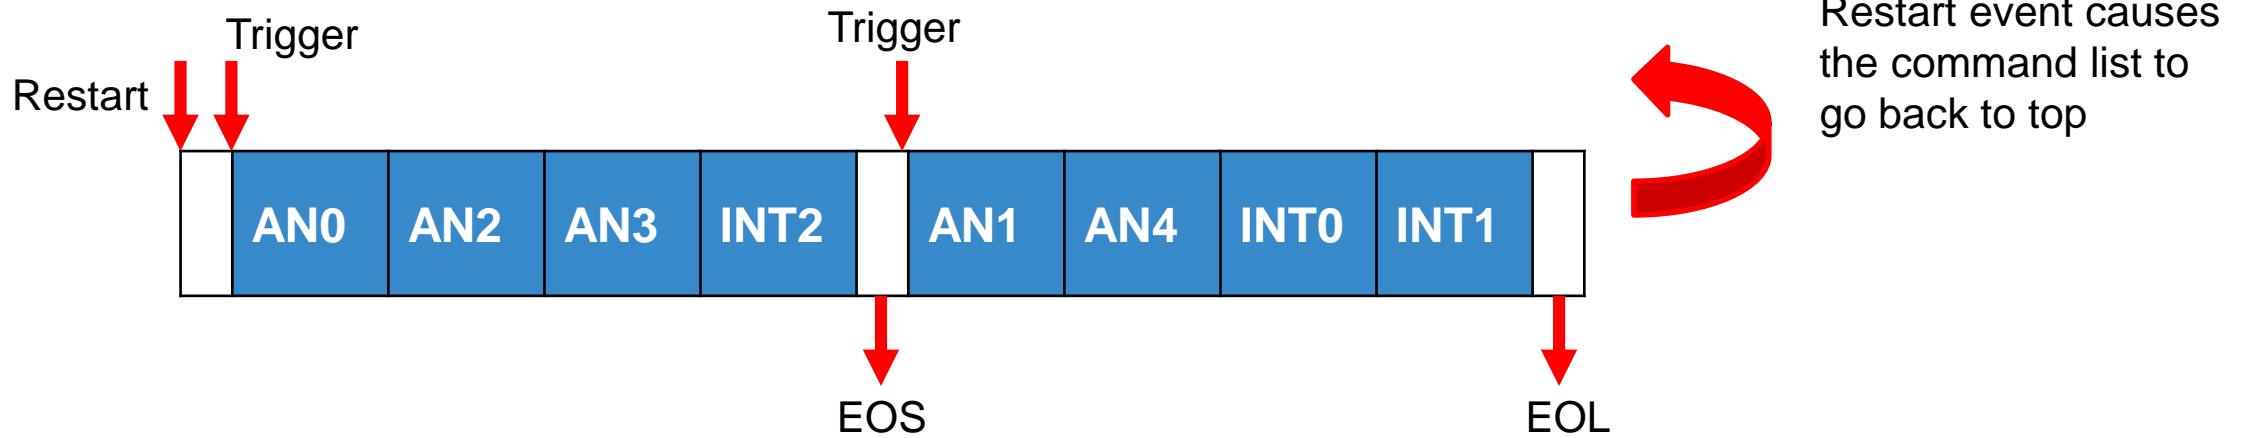 Trigger
Trigger
Restart event causes
the command list to
go back to top
Restart
AN0 AN2 AN3 INT2 AN1 AN4 INT0 INT1
EOS
EOL